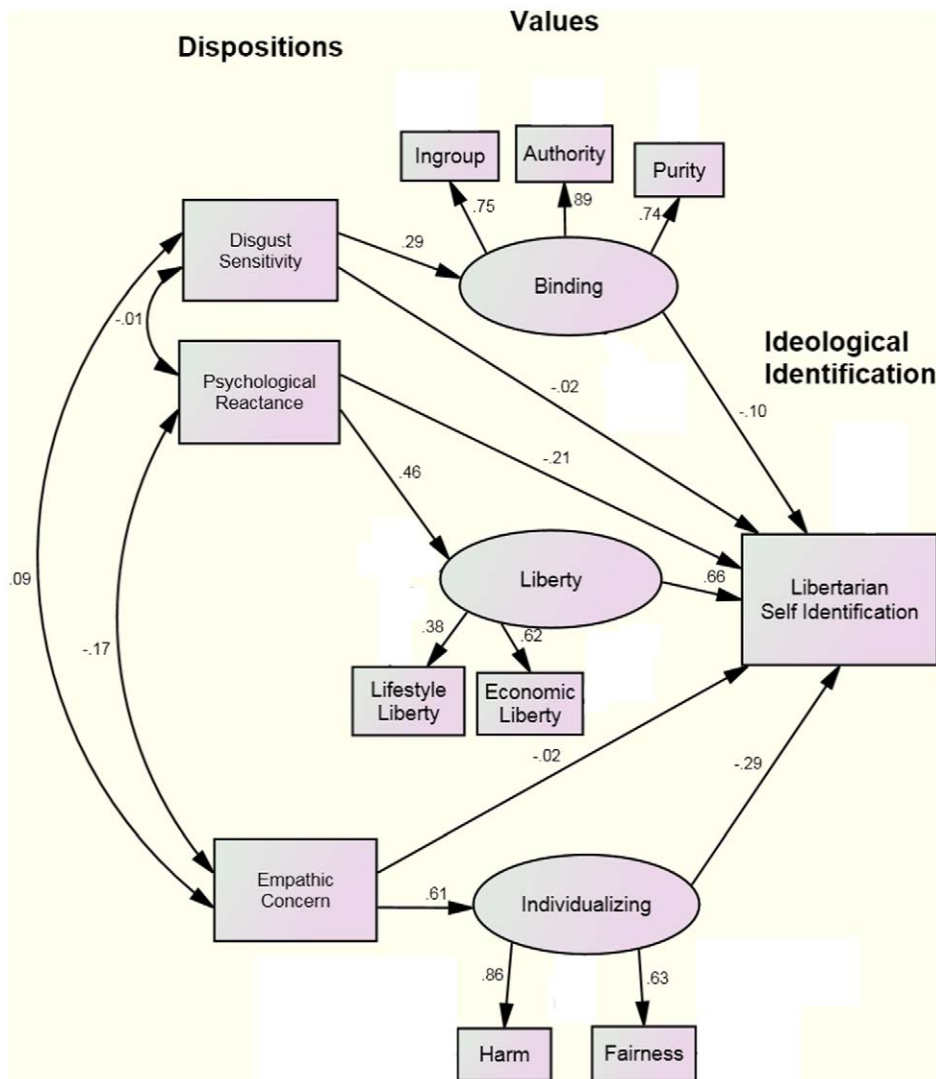 Values
Dispositions
Ingroup
Authority
Purity
.75
.89
.74
Disgust
Sensitivity
.29
Binding
-.01
Psychological
Reactance
Ideological
Identification
-.02
-.10
-.21
.46
.09
Liberty
.66
Libertarian
Self Identification
.38
.62
-.17
Lifestyle
Liberty
Economic
Liberty
-.02
-.29
Empathic
Concern
.61
Individualizing
.86
.63
Harm
Fairness